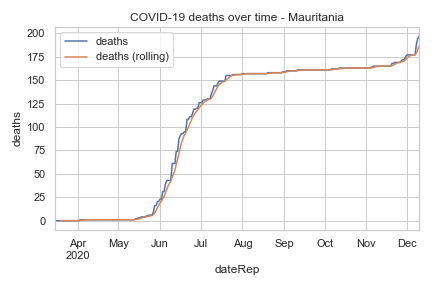 COVID-19 deaths over time - Mauritania
deaths
deaths (rolling)
200
175
150
125
100
75
50
25
0
deaths
Apr May Jun Jul Aug Sep Oct Nov Dec
2020
dateRep